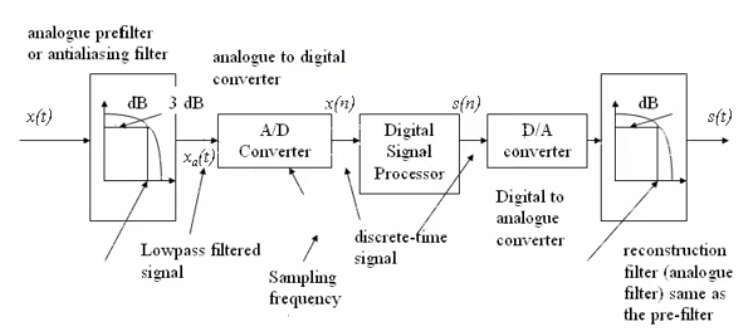 analogue prefilter
or antialiasing filter
analogue to digital
converter
x(t)
dB
3 dB
x(n)
s(n)
dB
s(t)
A/D
Converter
Digital
Signal
Processor
D/A
converter
xₐ(t)
Digital to
analogue
converter
Lowpass filtered
signal
discrete-time
signal
Sampling
frequency
reconstruction
filter (analogue
filter) same as
the pre-filter